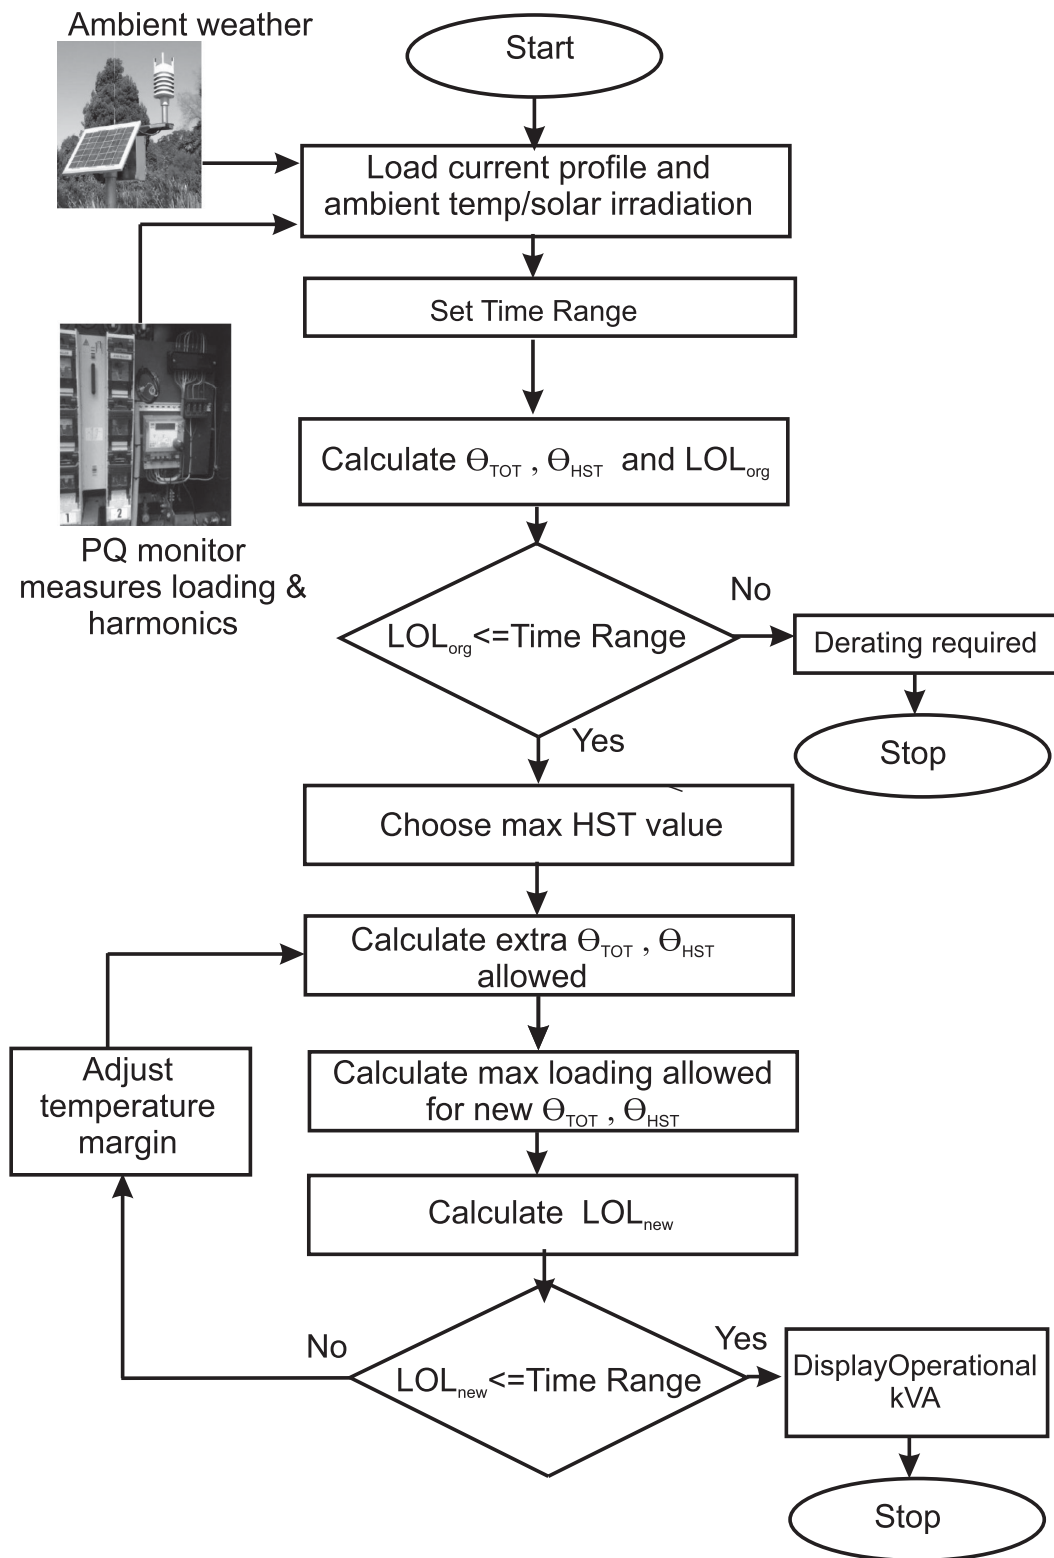 Ambient weather
Start
Load current profile and
ambient temp/solar irradiation
Set Time Range
Calculate ϴTOT , ϴHST and LOLorg
PQ monitor
measures loading &
harmonics
1
2
LOLorg<=Time Range
No
Derating required
Stop
Yes
Choose max HST value
Calculate extra ϴTOT , ϴHST
allowed
Adjust
temperature
margin
Calculate max loading allowed
for new ϴTOT , ϴHST
Calculate LOLnew
No
LOLnew<=Time Range
Yes
DisplayOperational
kVA
Stop